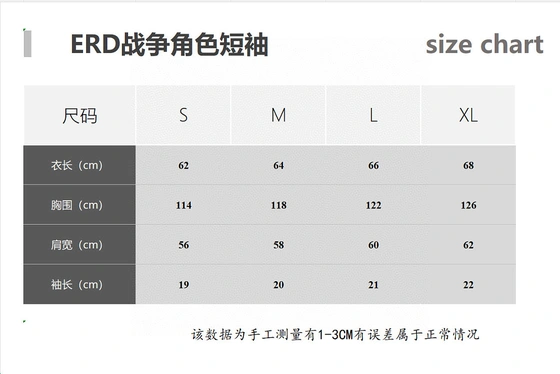 ERD战争角色短袖 size chart
尺码 S M L XL
衣长（cm） 62 64 66 68
胸围（cm） 114 118 122 126
肩宽（cm） 56 58 60 62
袖长（cm） 19 20 21 22
该数据为手工测量有1-3CM有误差属于正常情况